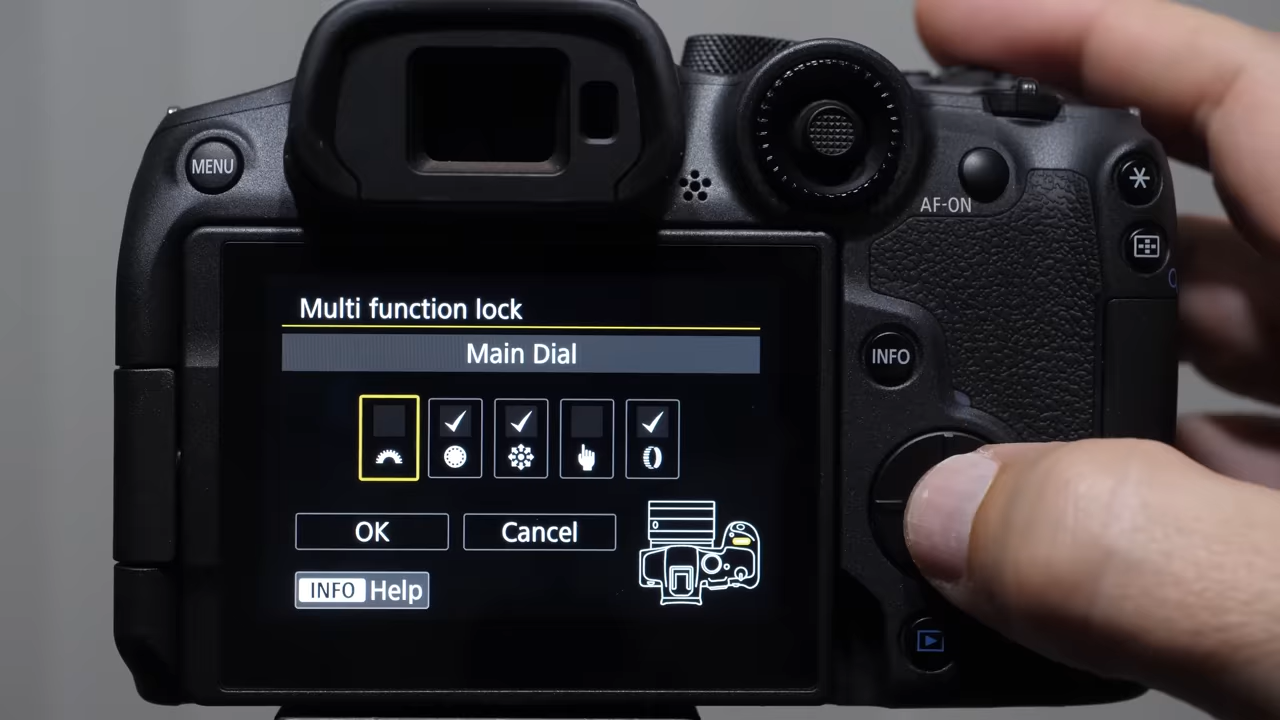 MENU
AF-ON
INFO
Multi function lock
Main Dial
OK
Cancel
INFO Help